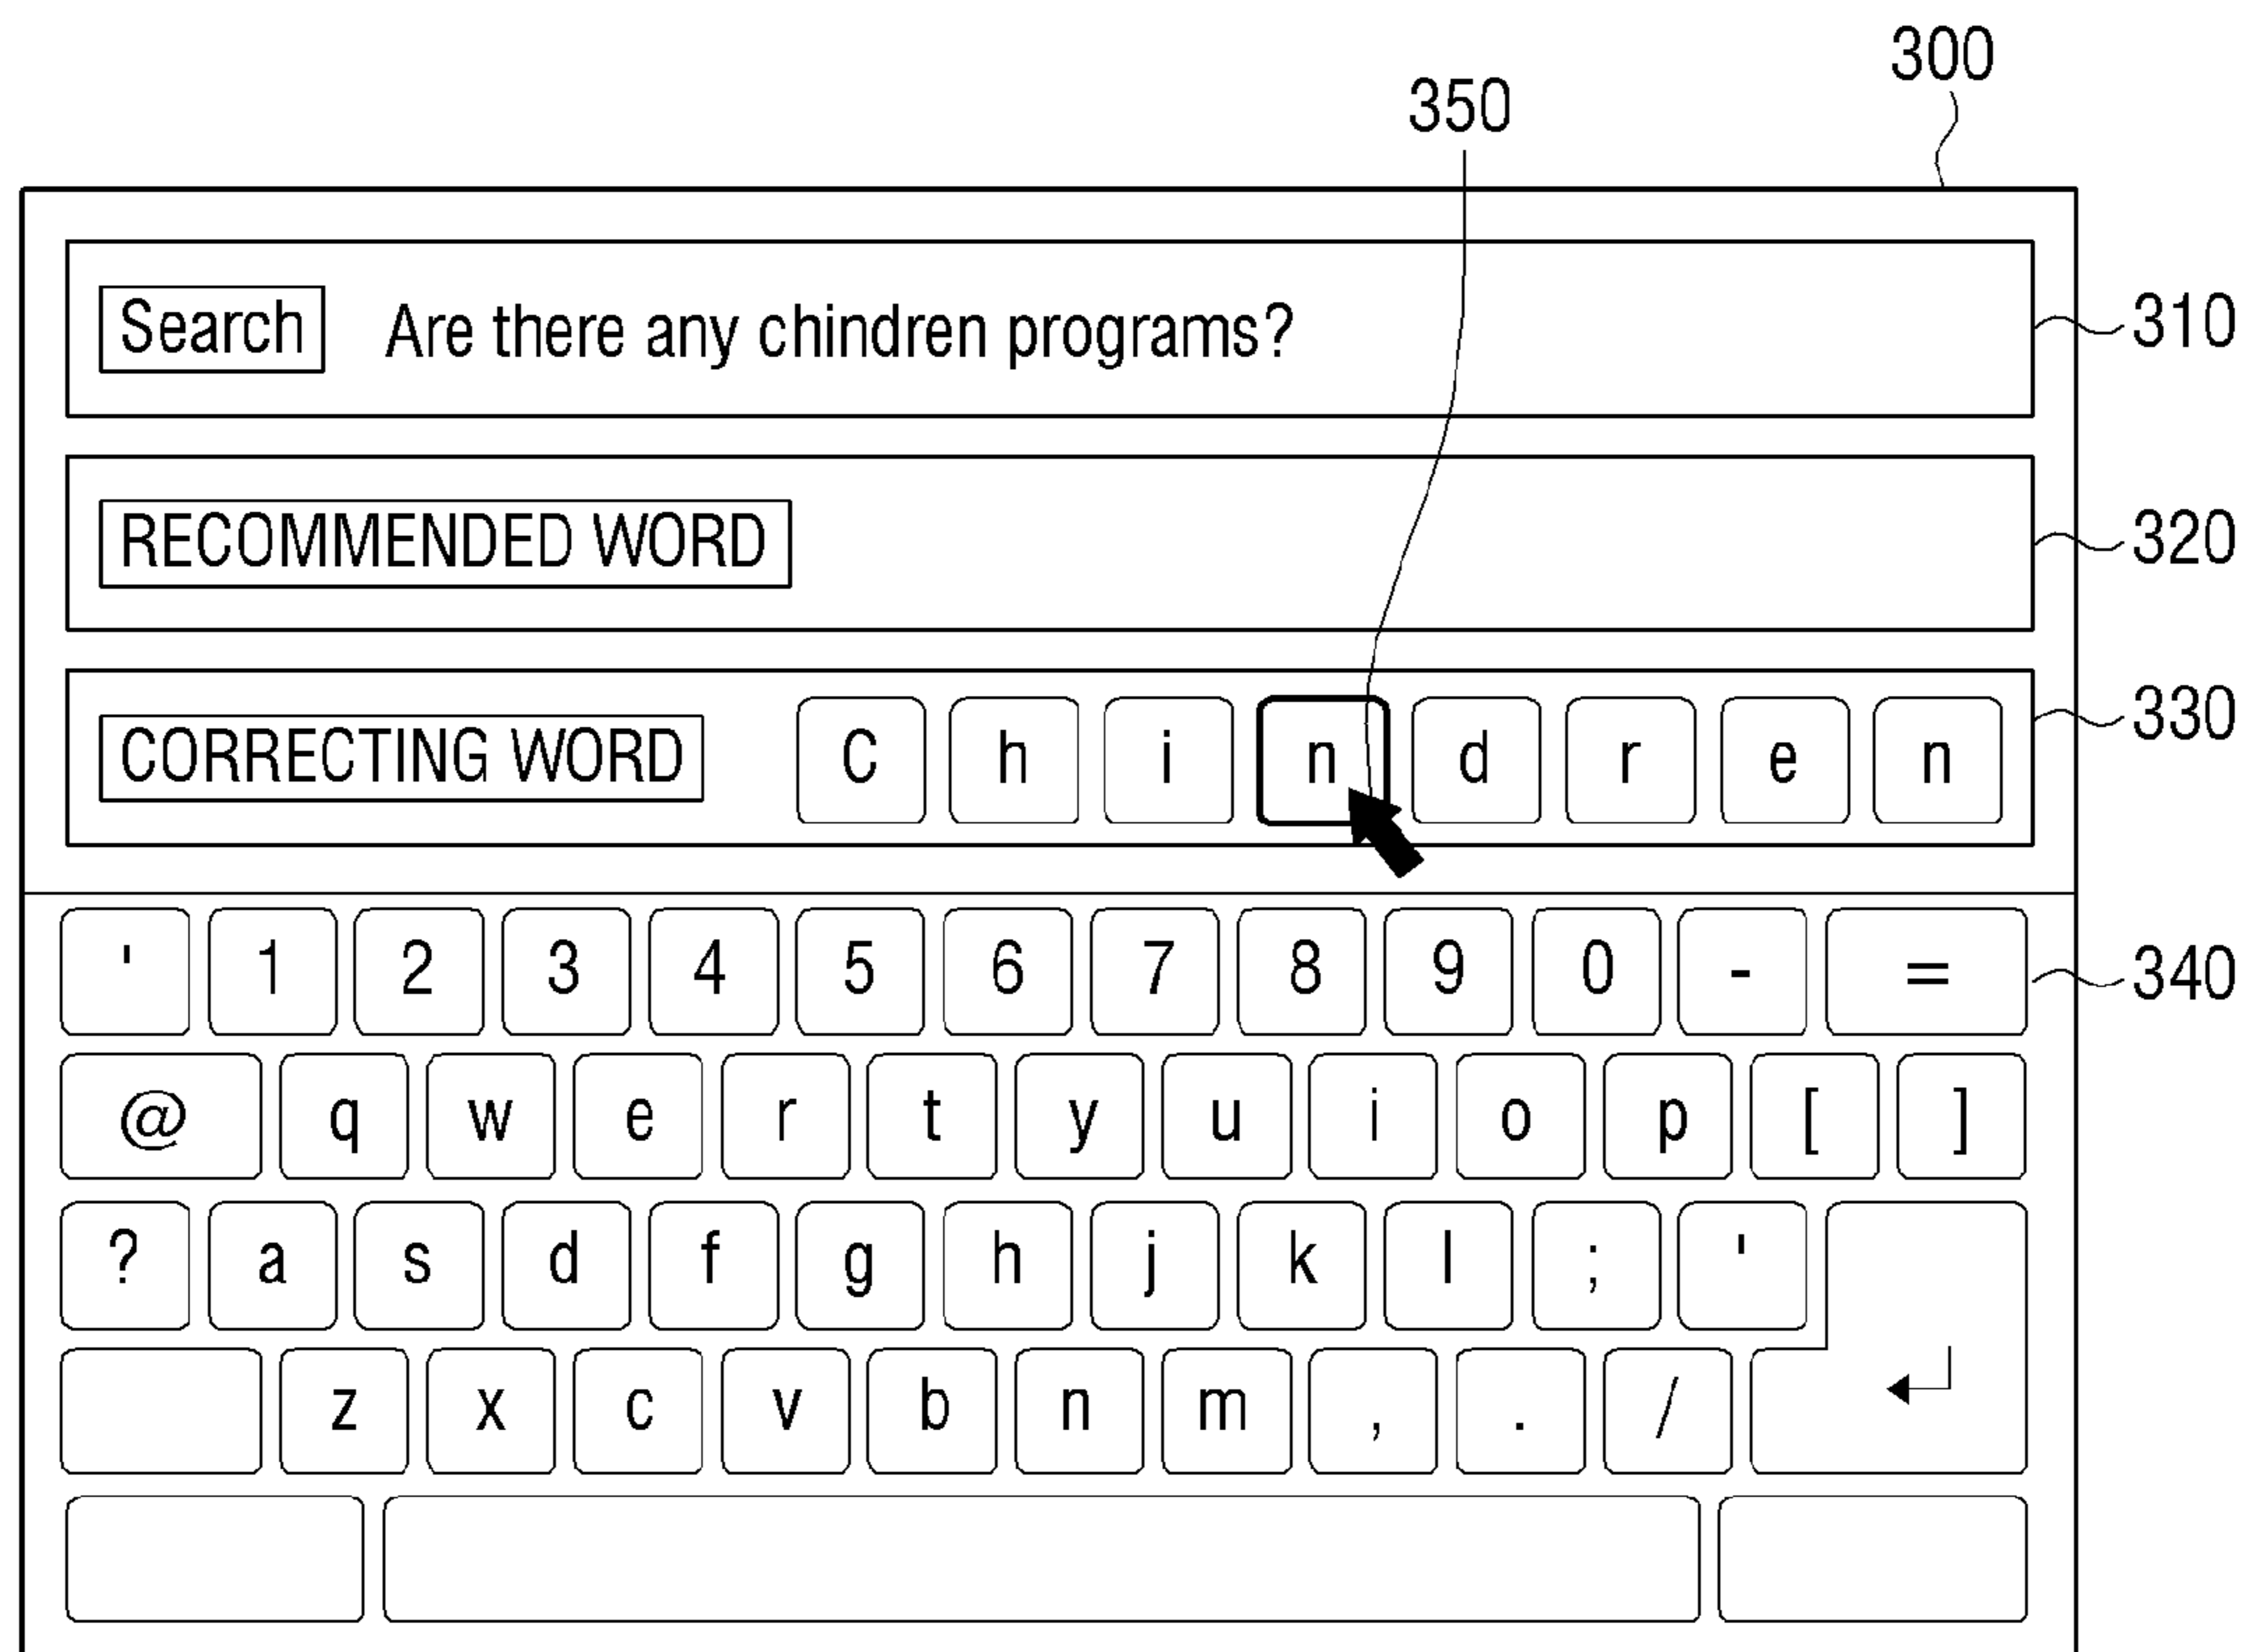 300
350
Search Are there any chindren programs? 310
RECOMMENDED WORD 320
CORRECTING WORD C h i n d r e n 330
' 1 2 3 4 5 6 7 8 9 0 - = 340
@ q w e r t y u i o p [ ]
? a s d f g h j k l ; '
z x c v b n m , . /